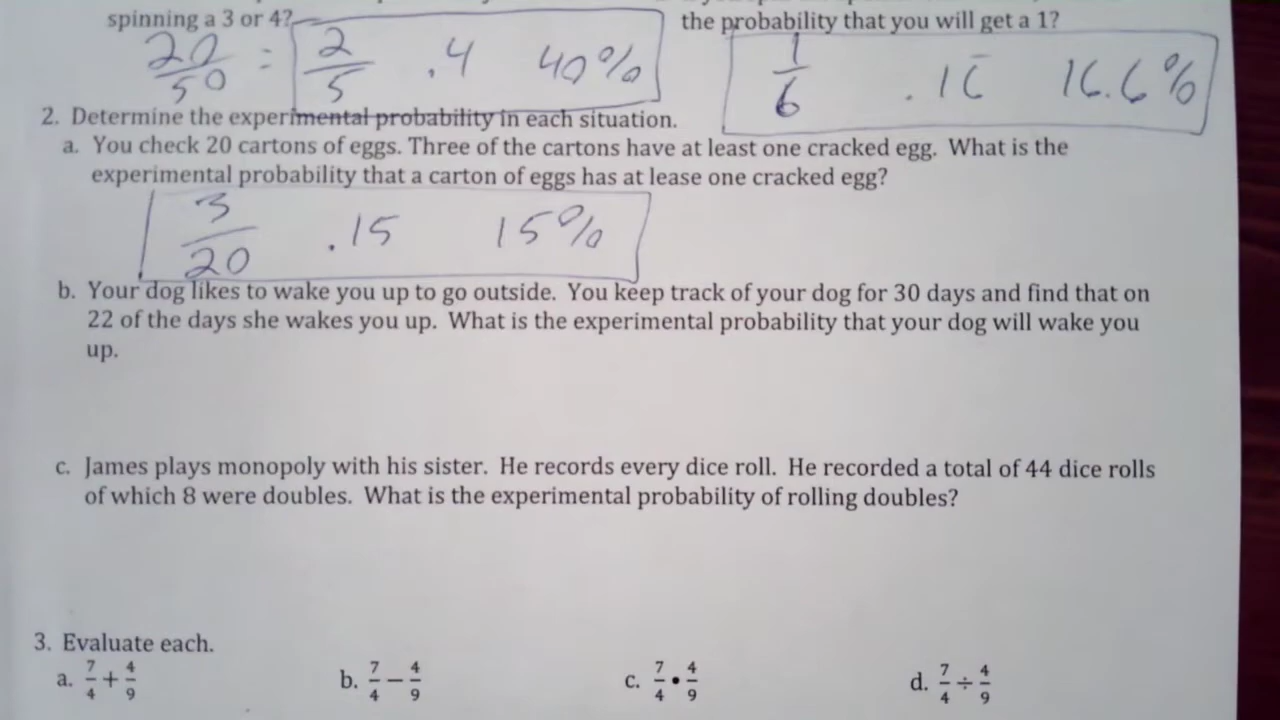 spinning a 3 or 4?
20/50 = 2/5 .4 40%
the probability that you will get a 1?
1/6 .16̄ 16.6%
2. Determine the experimental probability in each situation.
a. You check 20 cartons of eggs. Three of the cartons have at least one cracked egg. What is the
experimental probability that a carton of eggs has at lease one cracked egg?
3/20 .15 15%
b. Your dog likes to wake you up to go outside. You keep track of your dog for 30 days and find that on
22 of the days she wakes you up. What is the experimental probability that your dog will wake you
up.
c. James plays monopoly with his sister. He records every dice roll. He recorded a total of 44 dice rolls
of which 8 were doubles. What is the experimental probability of rolling doubles?
3. Evaluate each.
a. 7/4 + 4/9 b. 7/4 − 4/9 c. 7/4 • 4/9 d. 7/4 ÷ 4/9